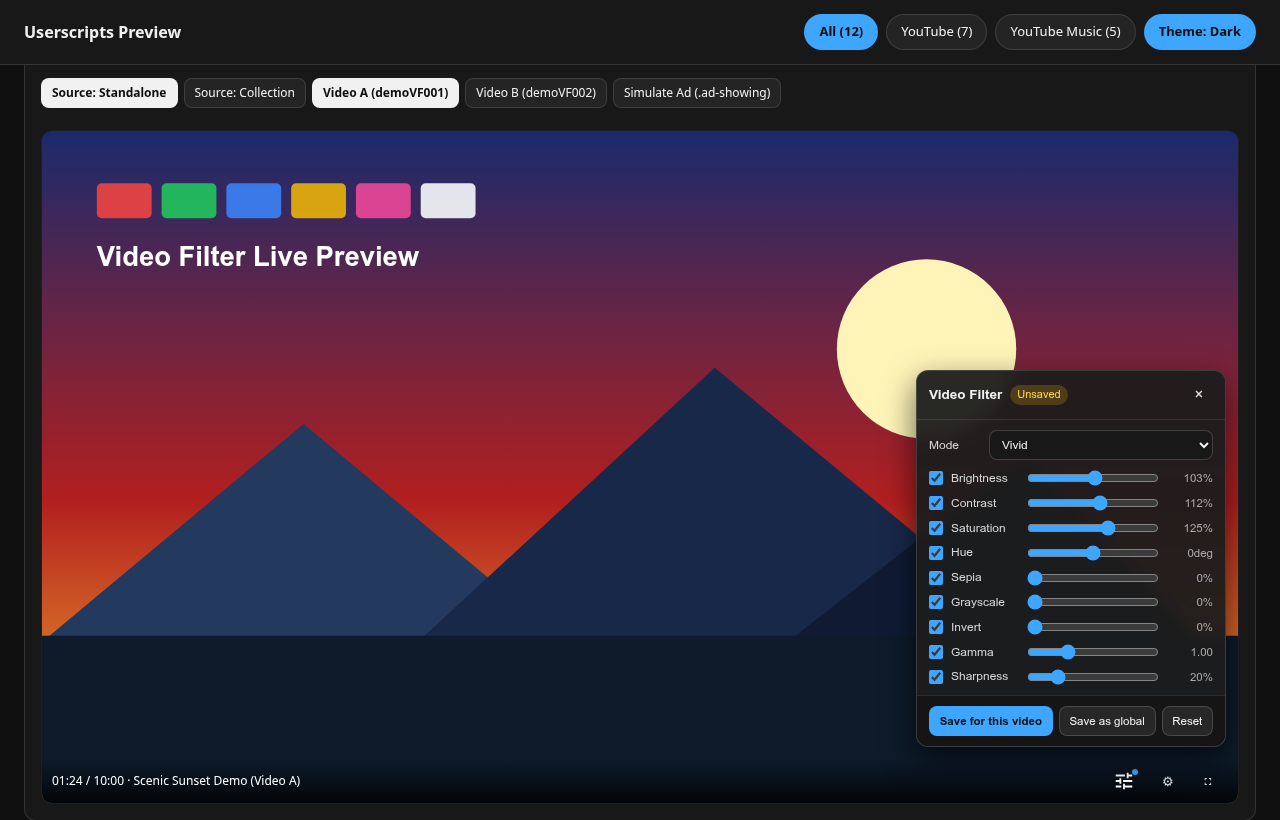 Userscripts Preview
All (12)
YouTube (7)
YouTube Music (5)
Theme: Dark
Source: Standalone
Source: Collection
Video A (demoVF001)
Video B (demoVF002)
Simulate Ad (.ad-showing)
Video Filter Live Preview
Video Filter
Unsaved
×
Mode
Vivid
Brightness 103%
Contrast 112%
Saturation 125%
Hue 0deg
Sepia 0%
Grayscale 0%
Invert 0%
Gamma 1.00
Sharpness 20%
Save for this video
Save as global
Reset
01:24 / 10:00 · Scenic Sunset Demo (Video A)